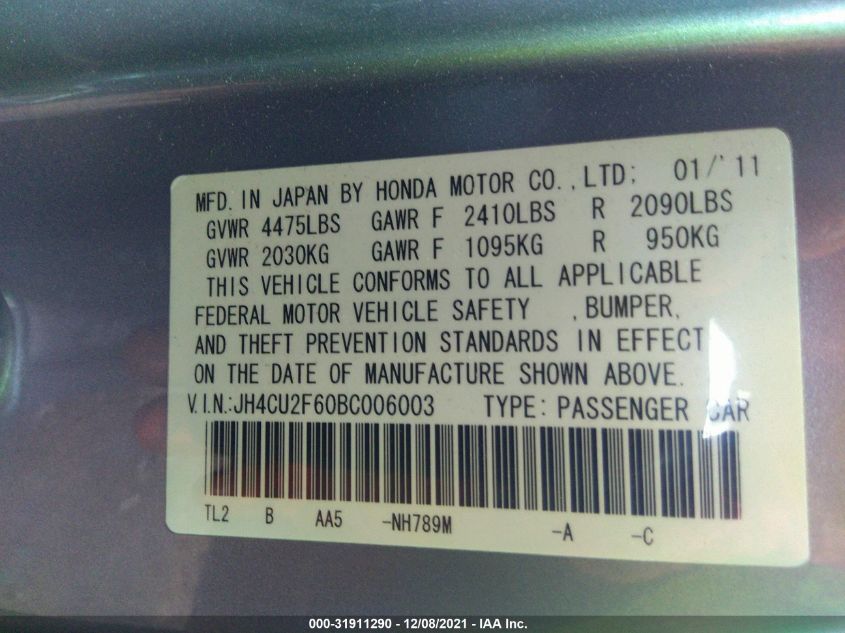 MFD. IN JAPAN BY HONDA MOTOR CO.,LTD; 01/'11
GVWR 4475LBS GAWR F 2410LBS R 2090LBS
GVWR 2030KG GAWR F 1095KG R 950KG
THIS VEHICLE CONFORMS TO ALL APPLICABLE
FEDERAL MOTOR VEHICLE SAFETY , BUMPER,
AND THEFT PREVENTION STANDARDS IN EFFECT
ON THE DATE OF MANUFACTURE SHOWN ABOVE.
V.I.N.:JH4CU2F60BC006003 TYPE: PASSENGER CAR
TL2 B AA5 -NH789M -A -C
000-31911290 - 12/08/2021 - IAA Inc.